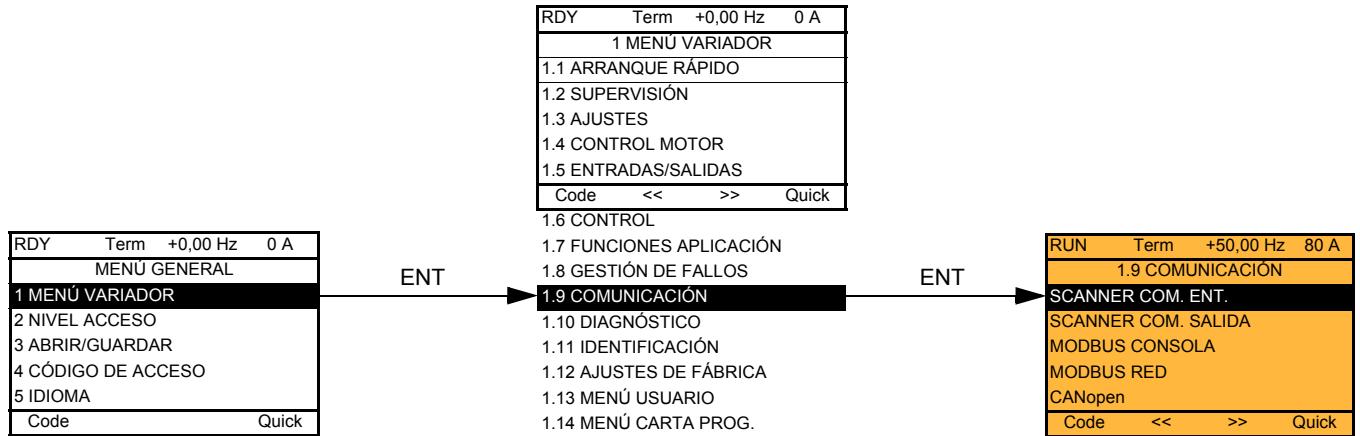 RDY Term +0,00 Hz 0 A
MENÚ GENERAL
1 MENÚ VARIADOR
2 NIVEL ACCESO
3 ABRIR/GUARDAR
4 CÓDIGO DE ACCESO
5 IDIOMA
Code Quick
ENT
RDY Term +0,00 Hz 0 A
1 MENÚ VARIADOR
1.1 ARRANQUE RÁPIDO
1.2 SUPERVISIÓN
1.3 AJUSTES
1.4 CONTROL MOTOR
1.5 ENTRADAS/SALIDAS
Code << >> Quick
1.6 CONTROL
1.7 FUNCIONES APLICACIÓN
1.8 GESTIÓN DE FALLOS
1.9 COMUNICACIÓN
1.10 DIAGNÓSTICO
1.11 IDENTIFICACIÓN
1.12 AJUSTES DE FÁBRICA
1.13 MENÚ USUARIO
1.14 MENÚ CARTA PROG.
ENT
RUN Term +50,00 Hz 80 A
1.9 COMUNICACIÓN
SCANNER COM. ENT.
SCANNER COM. SALIDA
MODBUS CONSOLA
MODBUS RED
CANopen
Code << >> Quick